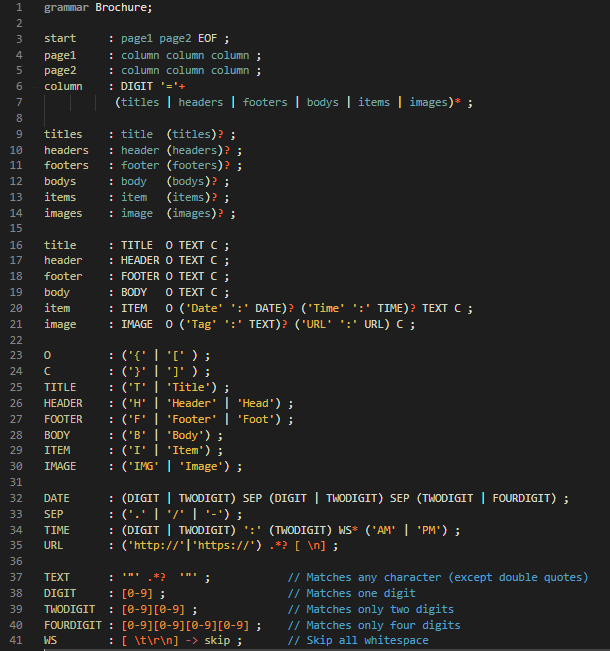 1 grammar Brochure;
2
3 start : page1 page2 EOF ;
4 page1 : column column column ;
5 page2 : column column column ;
6 column : DIGIT '='+
7 (titles | headers | footers | bodys | items | images)* ;
8
9 titles : title (titles)? ;
10 headers : header (headers)? ;
11 footers : footer (footers)? ;
12 bodys : body (bodys)? ;
13 items : item (items)? ;
14 images : image (images)? ;
15
16 title : TITLE O TEXT C ;
17 header : HEADER O TEXT C ;
18 footer : FOOTER O TEXT C ;
19 body : BODY O TEXT C ;
20 item : ITEM O ('Date' ':' DATE)? ('Time' ':' TIME)? TEXT C ;
21 image : IMAGE O ('Tag' ':' TEXT)? ('URL' ':' URL) C ;
22
23 O : ('{' | '[' ) ;
24 C : ('}' | ']' ) ;
25 TITLE : ('T' | 'Title') ;
26 HEADER : ('H' | 'Header' | 'Head') ;
27 FOOTER : ('F' | 'Footer' | 'Foot') ;
28 BODY : ('B' | 'Body') ;
29 ITEM : ('I' | 'Item') ;
30 IMAGE : ('IMG' | 'Image') ;
31
32 DATE : (DIGIT | TWODIGIT) SEP (DIGIT | TWODIGIT) SEP (TWODIGIT | FOURDIGIT) ;
33 SEP : ('.' | '/' | '-') ;
34 TIME : (DIGIT | TWODIGIT) ':' (TWODIGIT) WS* ('AM' | 'PM') ;
35 URL : ('http://'|'https://') .*? [ \n] ;
36
37 TEXT : '"' .*? '"' ; // Matches any character (except double quotes)
38 DIGIT : [0-9] ; // Matches one digit
39 TWODIGIT : [0-9][0-9] ; // Matches only two digits
40 FOURDIGIT : [0-9][0-9][0-9][0-9] ; // Matches only four digits
41 WS : [ \t\r\n] -> skip ; // Skip all whitespace